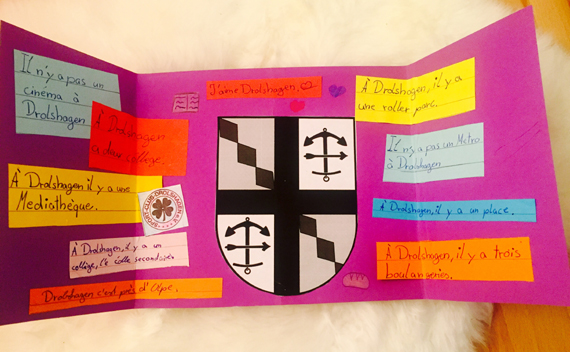 Il n'y a pas un
cinéma à
Drolshagen
À Drolshagen
a deux collège.
À Drolshagen il y a une
Mediathèque.
À Drolshagen, il y a un
collège, l'e écolle secondaire.
Drolshagen c'est près d'Olpe.
J'aime Drolshagen.
À Drolshagen, il y a
une roller parc.
Il n'y a pas un Metro
à Drolshagen
À Drolshagen, il y a un place.
À Drolshagen, il y a trois
boulangeries.